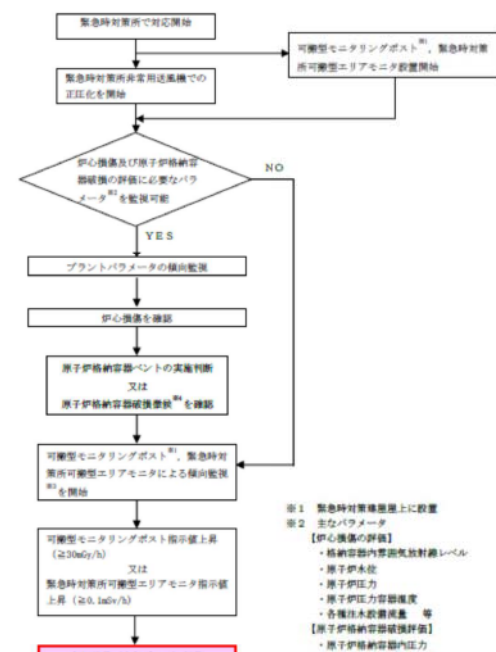 緊急時対策所で対応開始
可搬型モニタリングポスト※1，緊急時対策
所可搬型エリアモニタ設置開始
緊急時対策所非常用送風機での
正圧化を開始
炉心損傷及び原子炉格納容
器破損の評価に必要なパラ
メータ※2を監視可能
NO
YES
プラントパラメータの傾向監視
炉心損傷を確認
原子炉格納容器ベントの実施判断
又は
原子炉格納容器破損徴候※4を確認
可搬型モニタリングポスト※1，緊急時対
策所可搬型エリアモニタによる傾向監視
※3を開始
可搬型モニタリングポスト指示値上昇
（≧30mGy/h）
又は
緊急時対策所可搬型エリアモニタ指示値
上昇（≧0.1mSv/h）
※1 緊急時対策建屋屋上に設置
※2 主なパラメータ
【炉心損傷の評価】
・格納容器内雰囲気放射線レベル
・原子炉水位
・原子炉圧力
・原子炉圧力容器温度
・各種注水設備流量 等
【原子炉格納容器破損評価】
・原子炉格納容器内圧力